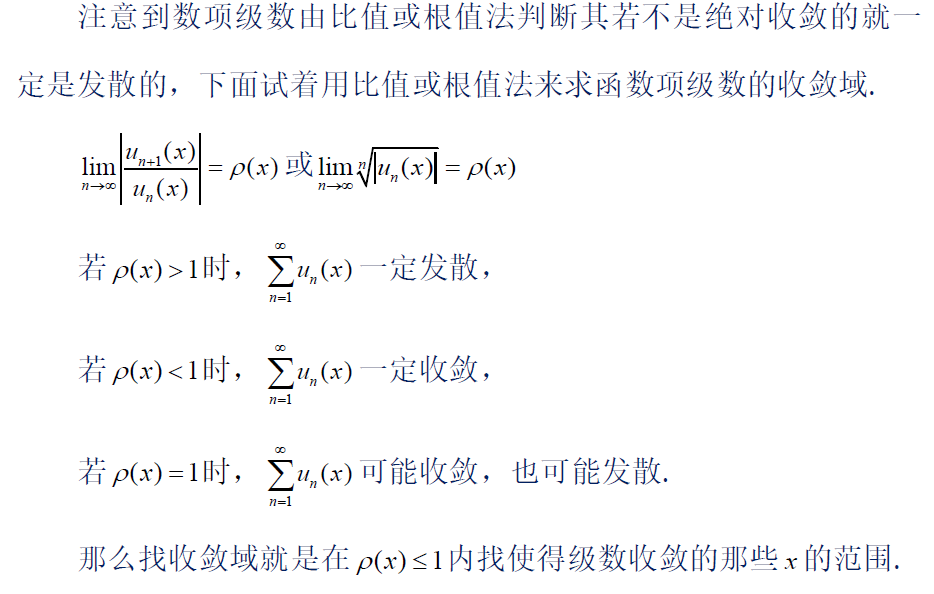 注意到数项级数由比值或根值法判断其若不是绝对收敛的就一
定是发散的，下面试着用比值或根值法来求函数项级数的收敛域.
$\lim_{n\to\infty}\left|\frac{u_{n+1}(x)}{u_n(x)}\right|=\rho(x)$ 或 $\lim_{n\to\infty}\sqrt[n]{|u_n(x)|}=\rho(x)$
若 $\rho(x)>1$ 时， $\sum_{n=1}^{\infty}u_n(x)$ 一定发散，
若 $\rho(x)<1$ 时， $\sum_{n=1}^{\infty}u_n(x)$ 一定收敛，
若 $\rho(x)=1$ 时， $\sum_{n=1}^{\infty}u_n(x)$ 可能收敛，也可能发散.
那么找收敛域就是在 $\rho(x)\leq 1$ 内找使得级数收敛的那些 $x$ 的范围.